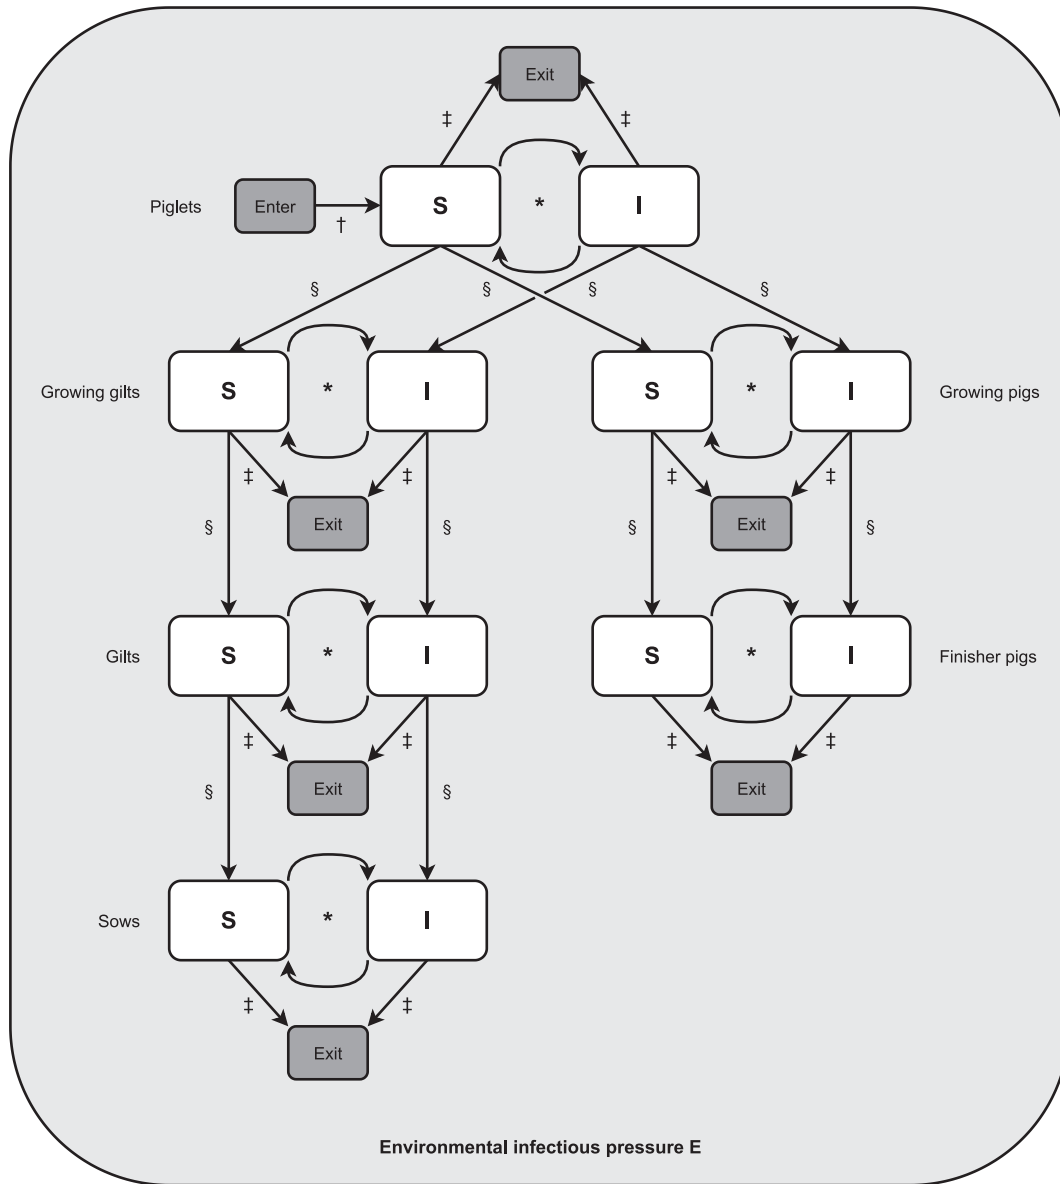 Exit
‡ ‡
Piglets Enter † S * I
§ § § §
Growing gilts S * I S * I Growing pigs
‡ ‡ ‡ ‡
§ Exit § § Exit §
Gilts S * I S * I Finisher pigs
‡ ‡ ‡ ‡
§ Exit § Exit
Sows S * I
‡ ‡
Exit
Environmental infectious pressure E